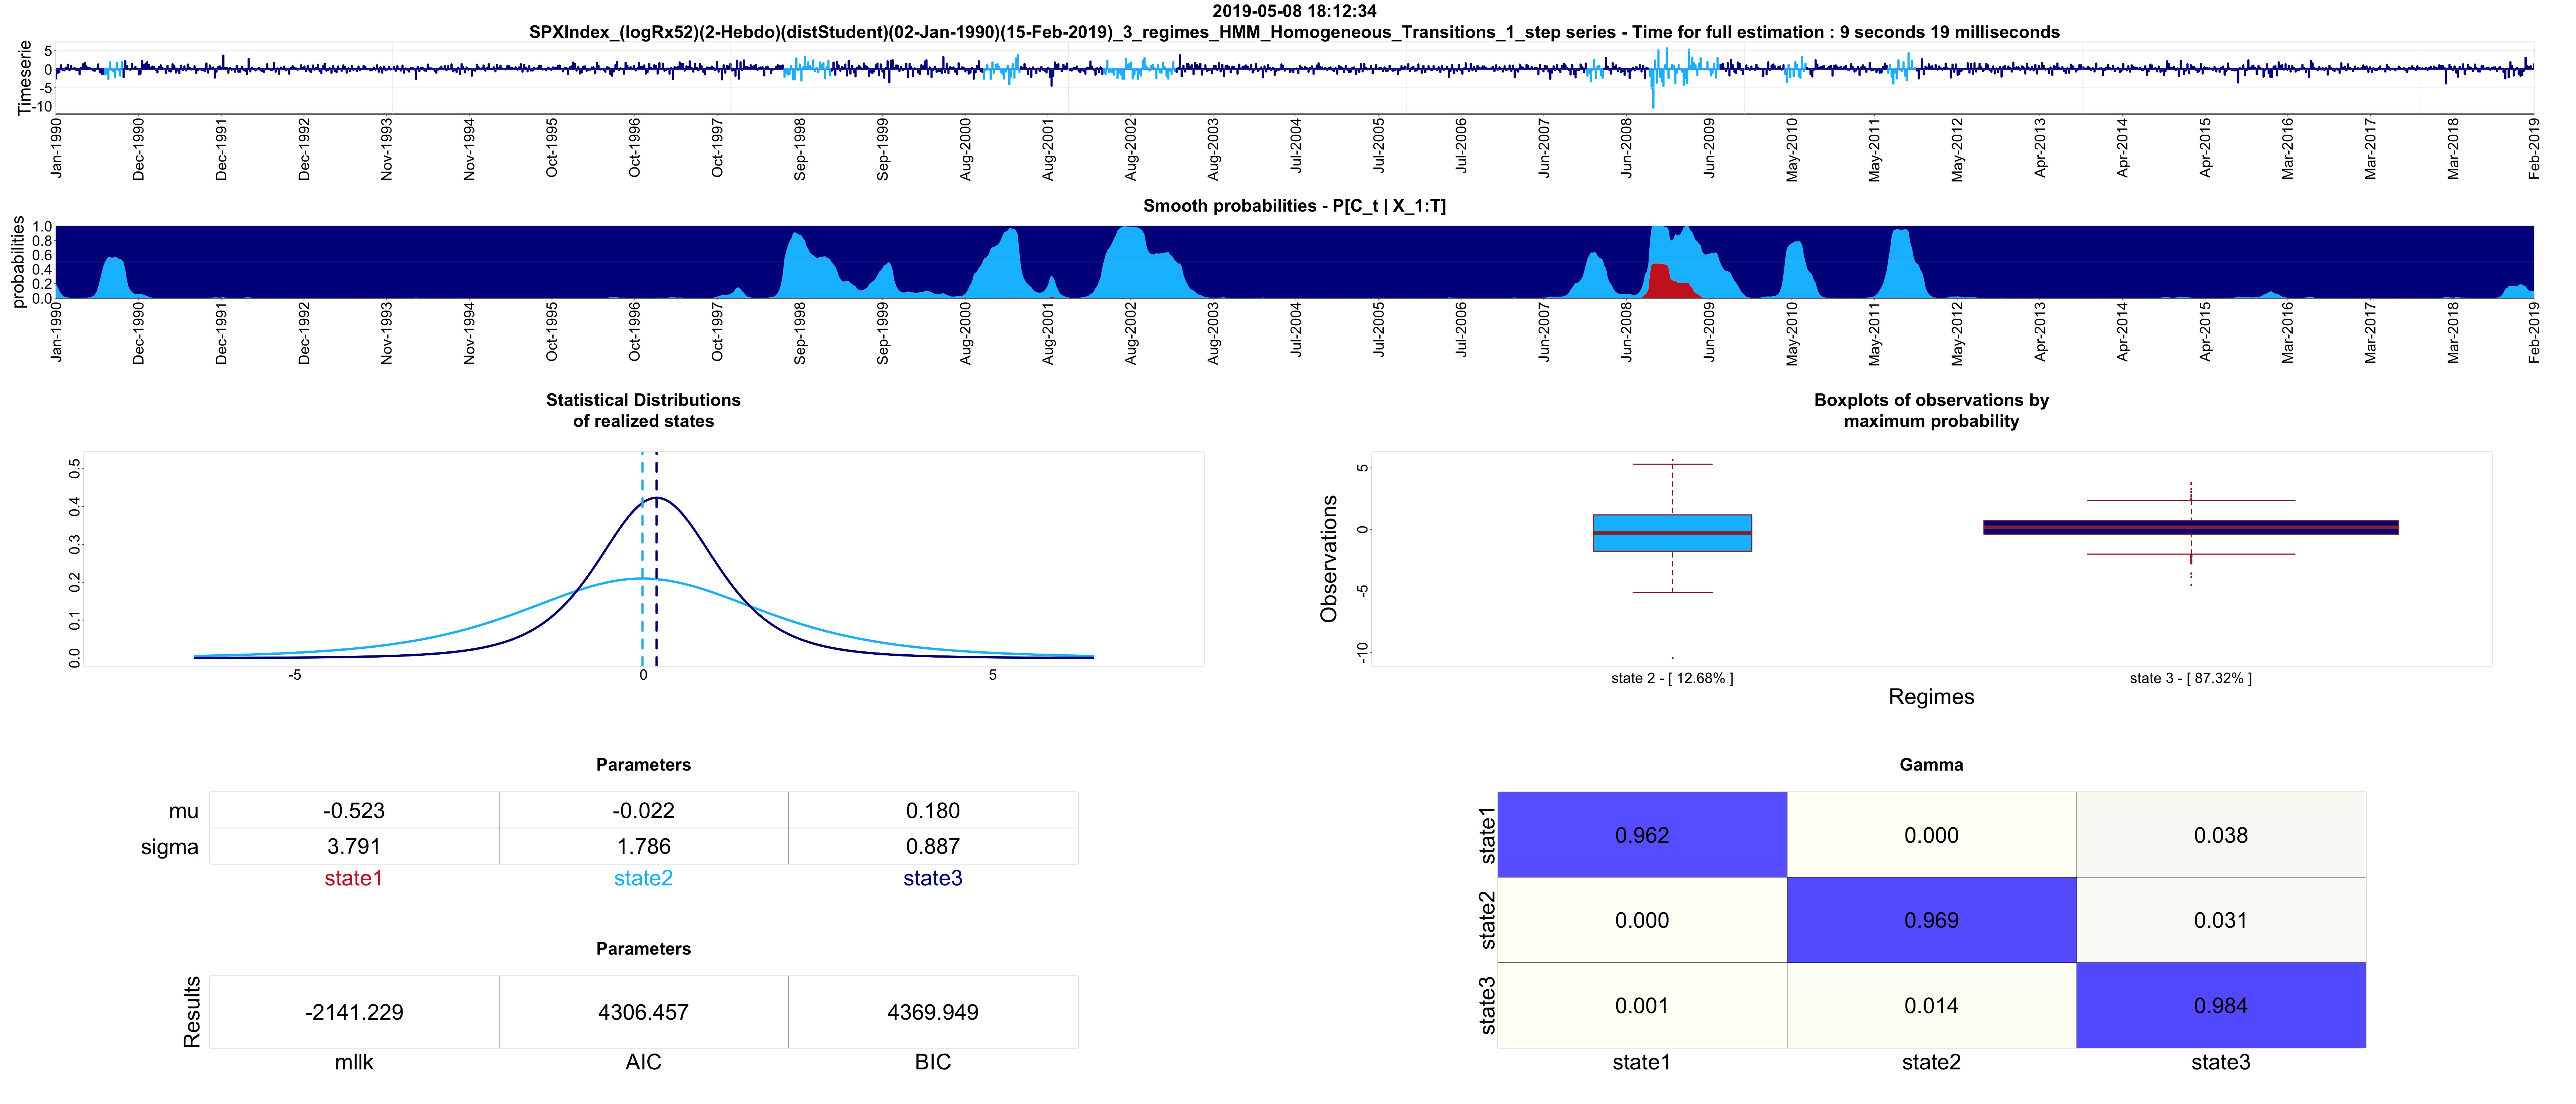 2019-05-08 18:12:34
SPXIndex_(logRx52)(2-Hebdo)(distStudent)(02-Jan-1990)(15-Feb-2019)_3_regimes_HMM_Homogeneous_Transitions_1_step series - Time for full estimation : 9 seconds 19 milliseconds
Timeserie
5
0
-5
-10
Jan-1990 Dec-1990 Dec-1991 Dec-1992 Nov-1993 Nov-1994 Oct-1995 Oct-1996 Oct-1997 Sep-1998 Sep-1999 Aug-2000 Aug-2001 Aug-2002 Aug-2003 Jul-2004 Jul-2005 Jul-2006 Jun-2007 Jun-2008 Jun-2009 May-2010 May-2011 May-2012 Apr-2013 Apr-2014 Apr-2015 Mar-2016 Mar-2017 Mar-2018 Feb-2019
Smooth probabilities - P[C_t | X_1:T]
probabilities
1.0
0.8
0.6
0.4
0.2
0.0
Jan-1990 Dec-1990 Dec-1991 Dec-1992 Nov-1993 Nov-1994 Oct-1995 Oct-1996 Oct-1997 Sep-1998 Sep-1999 Aug-2000 Aug-2001 Aug-2002 Aug-2003 Jul-2004 Jul-2005 Jul-2006 Jun-2007 Jun-2008 Jun-2009 May-2010 May-2011 May-2012 Apr-2013 Apr-2014 Apr-2015 Mar-2016 Mar-2017 Mar-2018 Feb-2019
Statistical Distributions
of realized states
0.5
0.4
0.3
0.2
0.1
0.0
-5 0 5
Boxplots of observations by
maximum probability
Observations
5
0
-5
-10
state 2 - [ 12.68% ] state 3 - [ 87.32% ]
Regimes
Parameters
mu -0.523 -0.022 0.180
sigma 3.791 1.786 0.887
state1 state2 state3
Parameters
Results
-2141.229 4306.457 4369.949
mllk AIC BIC
Gamma
state1 0.962 0.000 0.038
state2 0.000 0.969 0.031
state3 0.001 0.014 0.984
state1 state2 state3